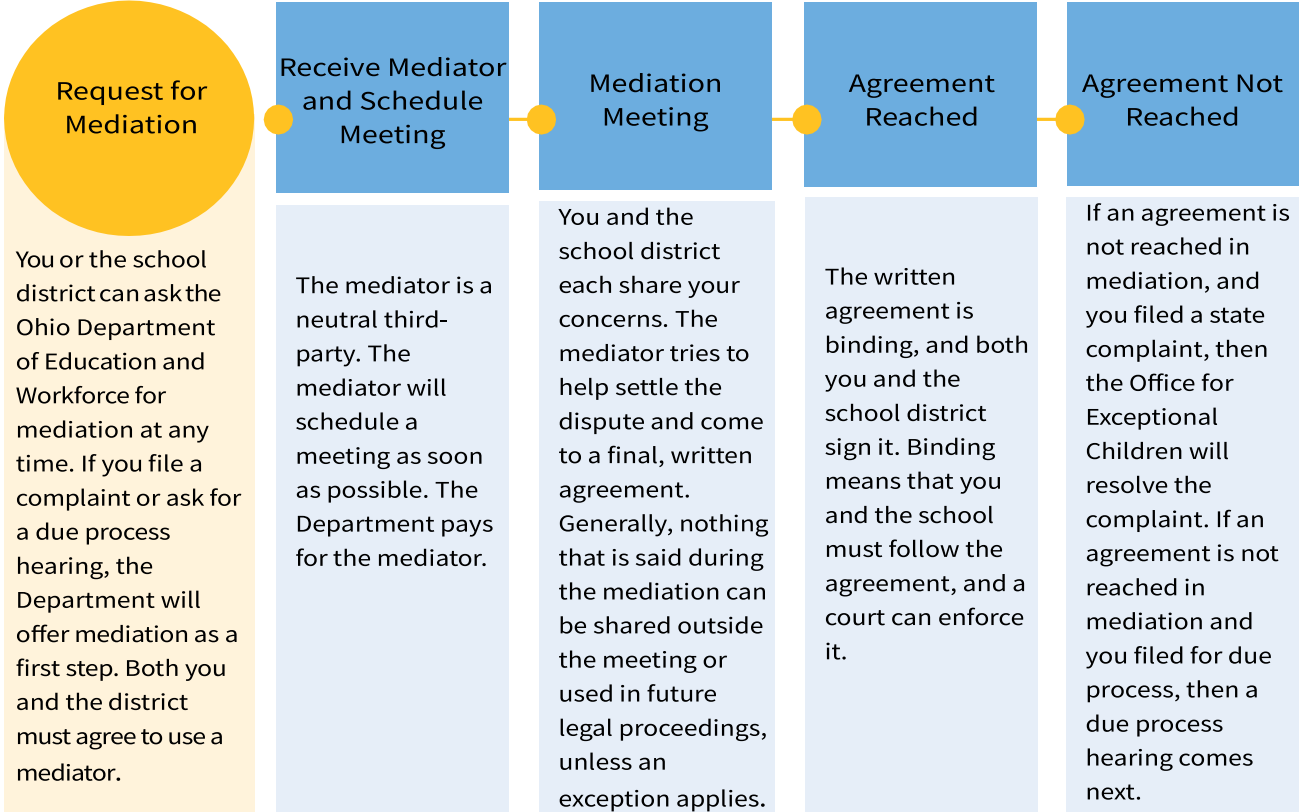 Request for
Mediation
You or the school
district can ask the
Ohio Department
of Education and
Workforce for
mediation at any
time. If you file a
complaint or ask for
a due process
hearing, the
Department will
offer mediation as a
first step. Both you
and the district
must agree to use a
mediator.
Receive Mediator
and Schedule
Meeting
The mediator is a
neutral third-
party. The
mediator will
schedule a
meeting as soon
as possible. The
Department pays
for the mediator.
Mediation
Meeting
You and the
school district
each share your
concerns. The
mediator tries to
help settle the
dispute and come
to a final, written
agreement.
Generally, nothing
that is said during
the mediation can
be shared outside
the meeting or
used in future
legal proceedings,
unless an
exception applies.
Agreement
Reached
The written
agreement is
binding, and both
you and the
school district
sign it. Binding
means that you
and the school
must follow the
agreement, and a
court can enforce
it.
Agreement Not
Reached
If an agreement is
not reached in
mediation, and
you filed a state
complaint, then
the Office for
Exceptional
Children will
resolve the
complaint. If an
agreement is not
reached in
mediation and
you filed for due
process, then a
due process
hearing comes
next.